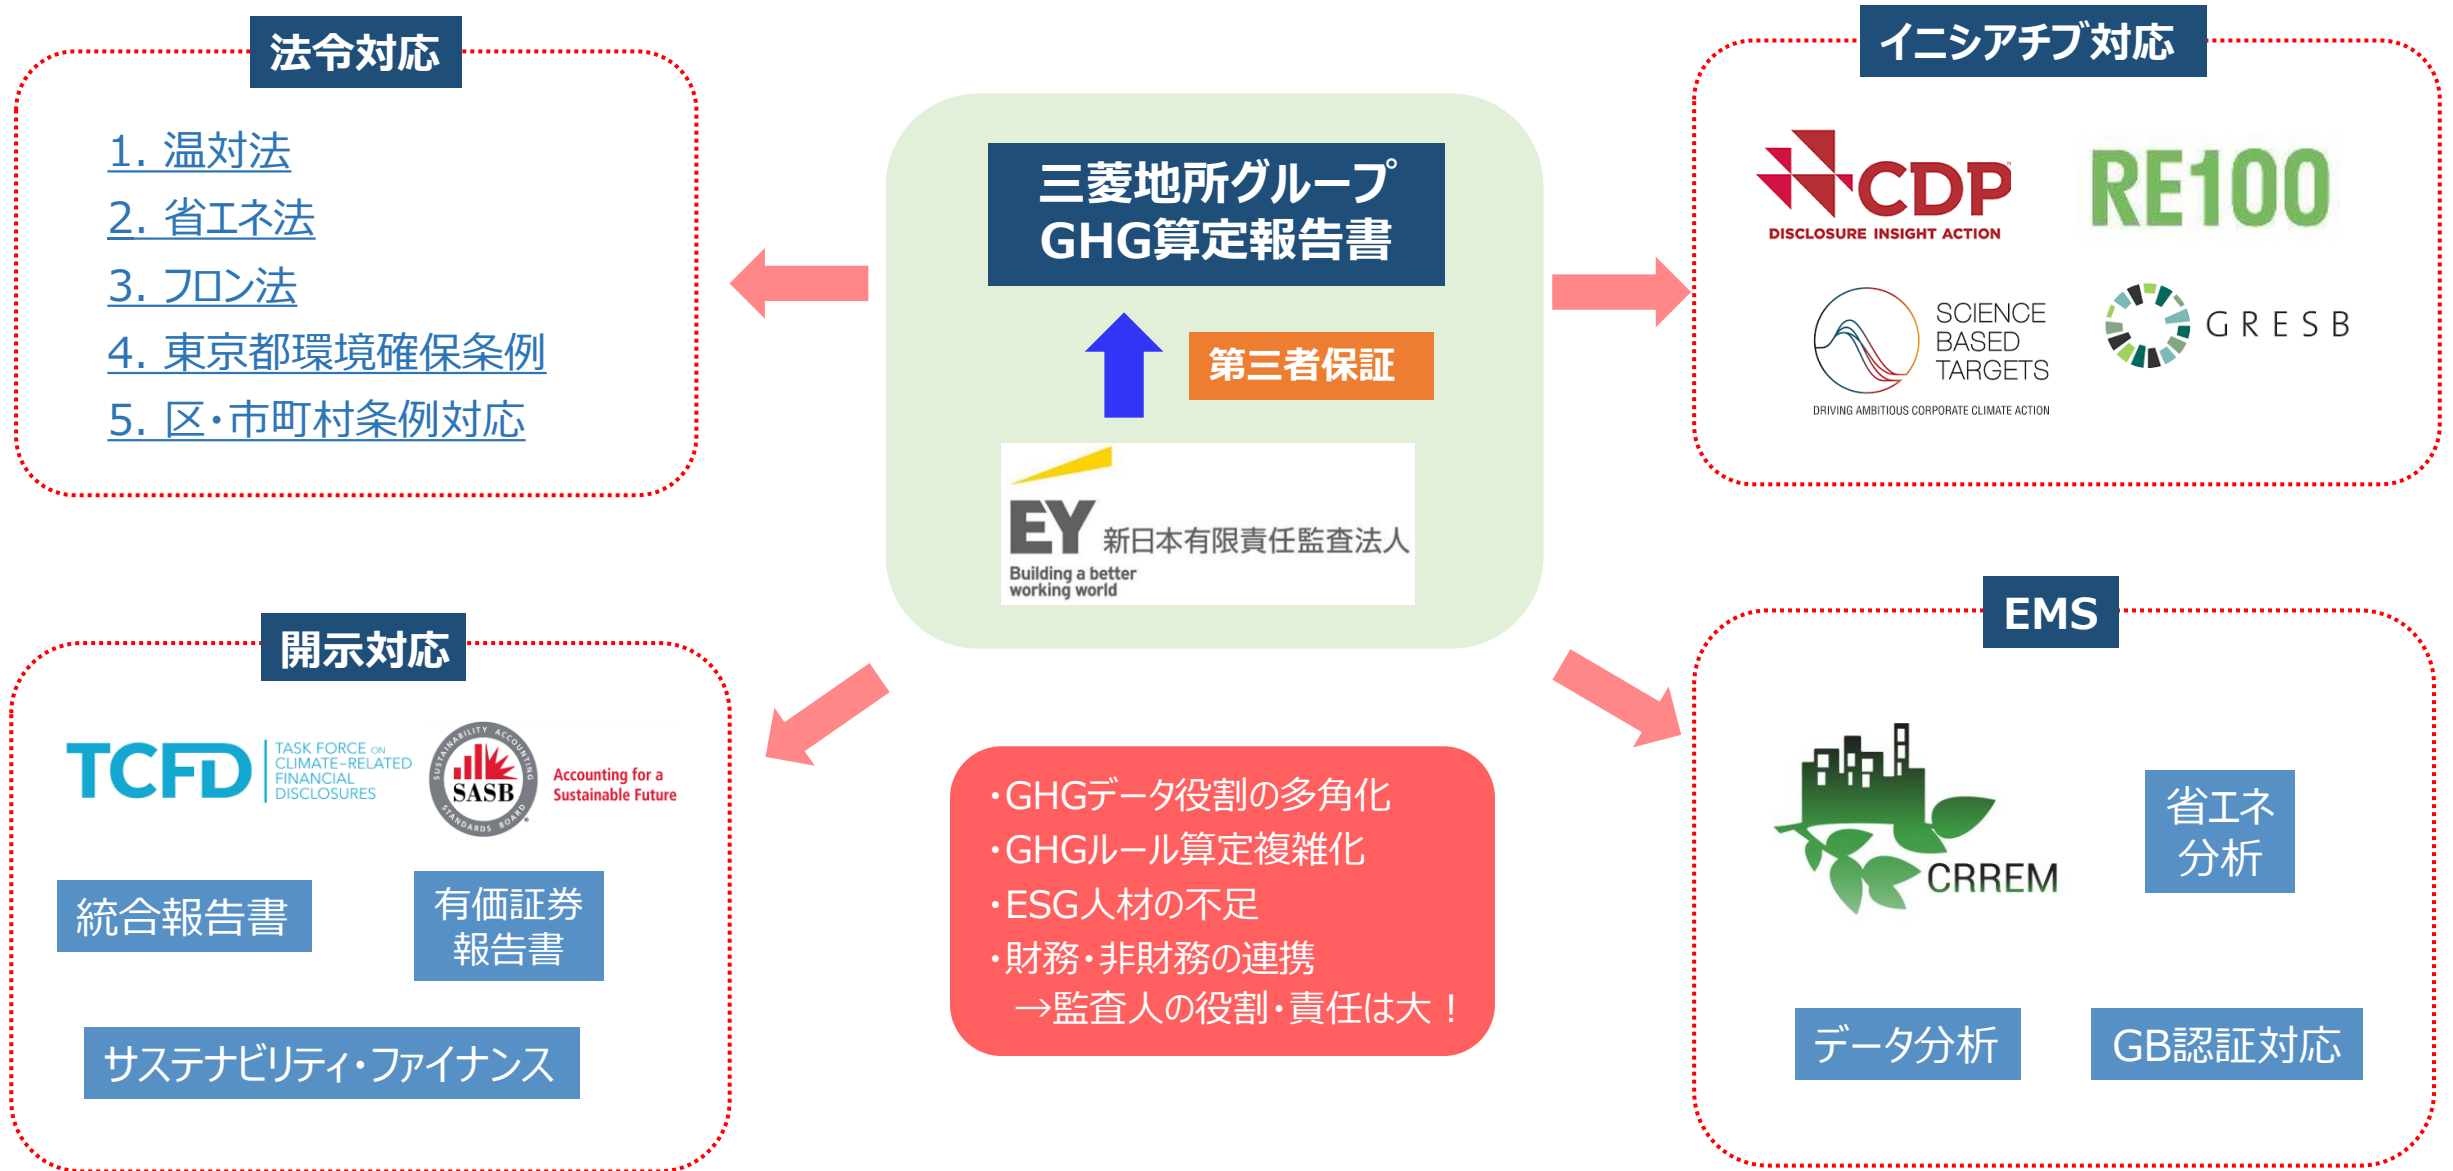 法令対応
1. 温対法
2. 省エネ法
3. フロン法
4. 東京都環境確保条例
5. 区・市町村条例対応
三菱地所グループ
GHG算定報告書
第三者保証
EY 新日本有限責任監査法人
Building a better
working world
イニシアチブ対応
CDP
DISCLOSURE INSIGHT ACTION
RE100
SCIENCE
BASED
TARGETS
DRIVING AMBITIOUS CORPORATE CLIMATE ACTION
GRESB
開示対応
TCFD
TASK FORCE ON
CLIMATE-RELATED
FINANCIAL
DISCLOSURES
SUSTAINABILITY ACCOUNTING
SASB
STANDARDS BOARD
Accounting for a
Sustainable Future
統合報告書
有価証券
報告書
サステナビリティ・ファイナンス
・GHGデータ役割の多角化
・GHGルール算定複雑化
・ESG人材の不足
・財務・非財務の連携
→監査人の役割・責任は大！
EMS
CRREM
省エネ
分析
データ分析
GB認証対応